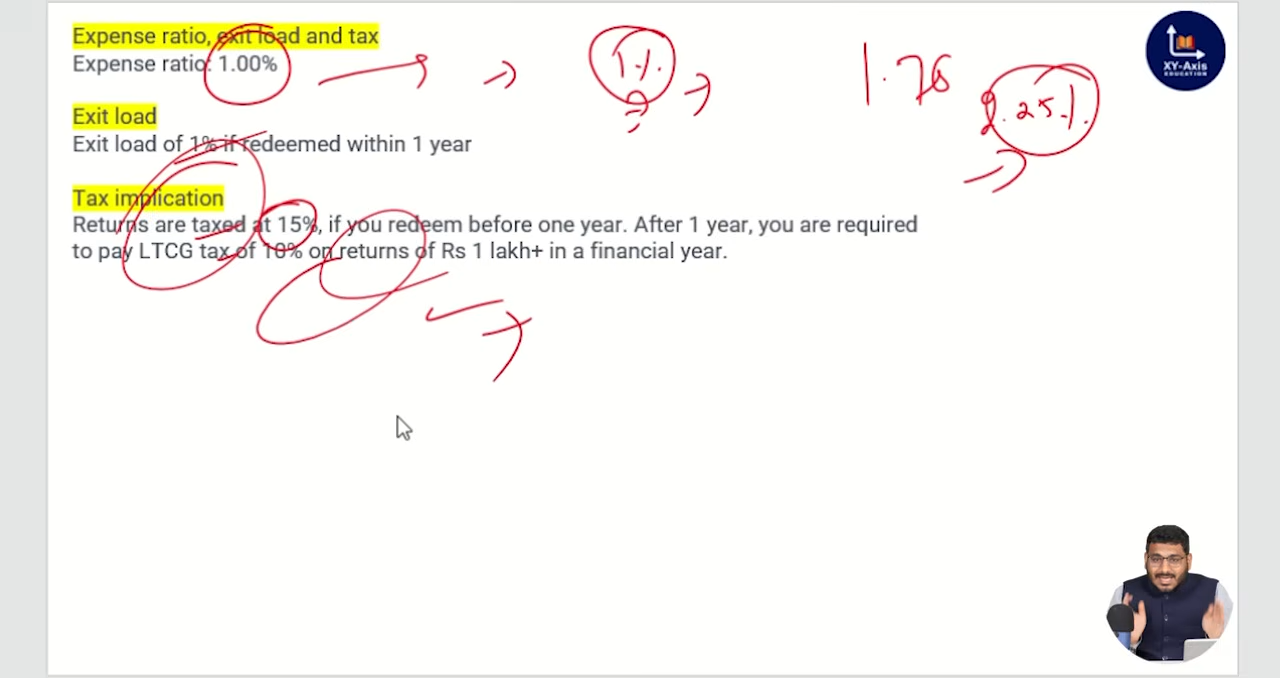 Expense ratio, exit load and tax
Expense ratio: 1.00%
1%
1.76
2.25%
XY-Axis
EDUCATION
Exit load
Exit load of 1% if redeemed within 1 year
Tax implication
Returns are taxed at 15%, if you redeem before one year. After 1 year, you are required
to pay LTCG tax of 10% on returns of Rs 1 lakh+ in a financial year.